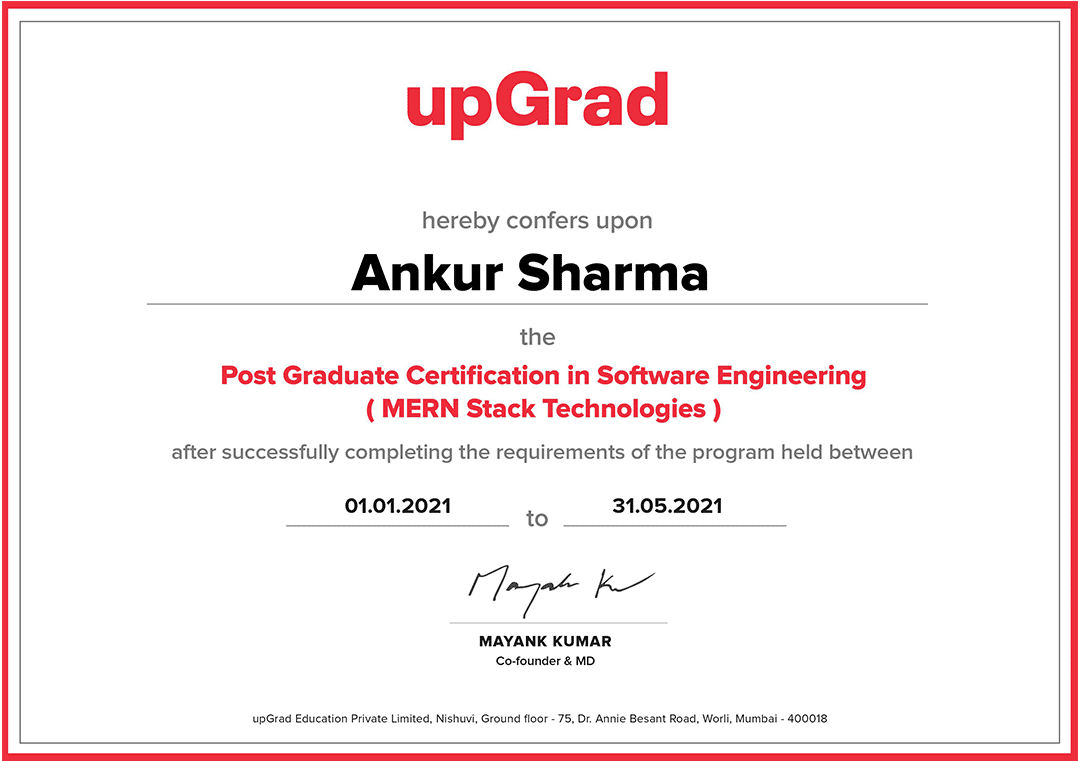 upGrad
hereby confers upon
Ankur Sharma
the
Post Graduate Certification in Software Engineering
( MERN Stack Technologies )
after successfully completing the requirements of the program held between
01.01.2021 to 31.05.2021
Mayank Ku
MAYANK KUMAR
Co-founder & MD
upGrad Education Private Limited, Nishuvi, Ground floor - 75, Dr. Annie Besant Road, Worli, Mumbai - 400018